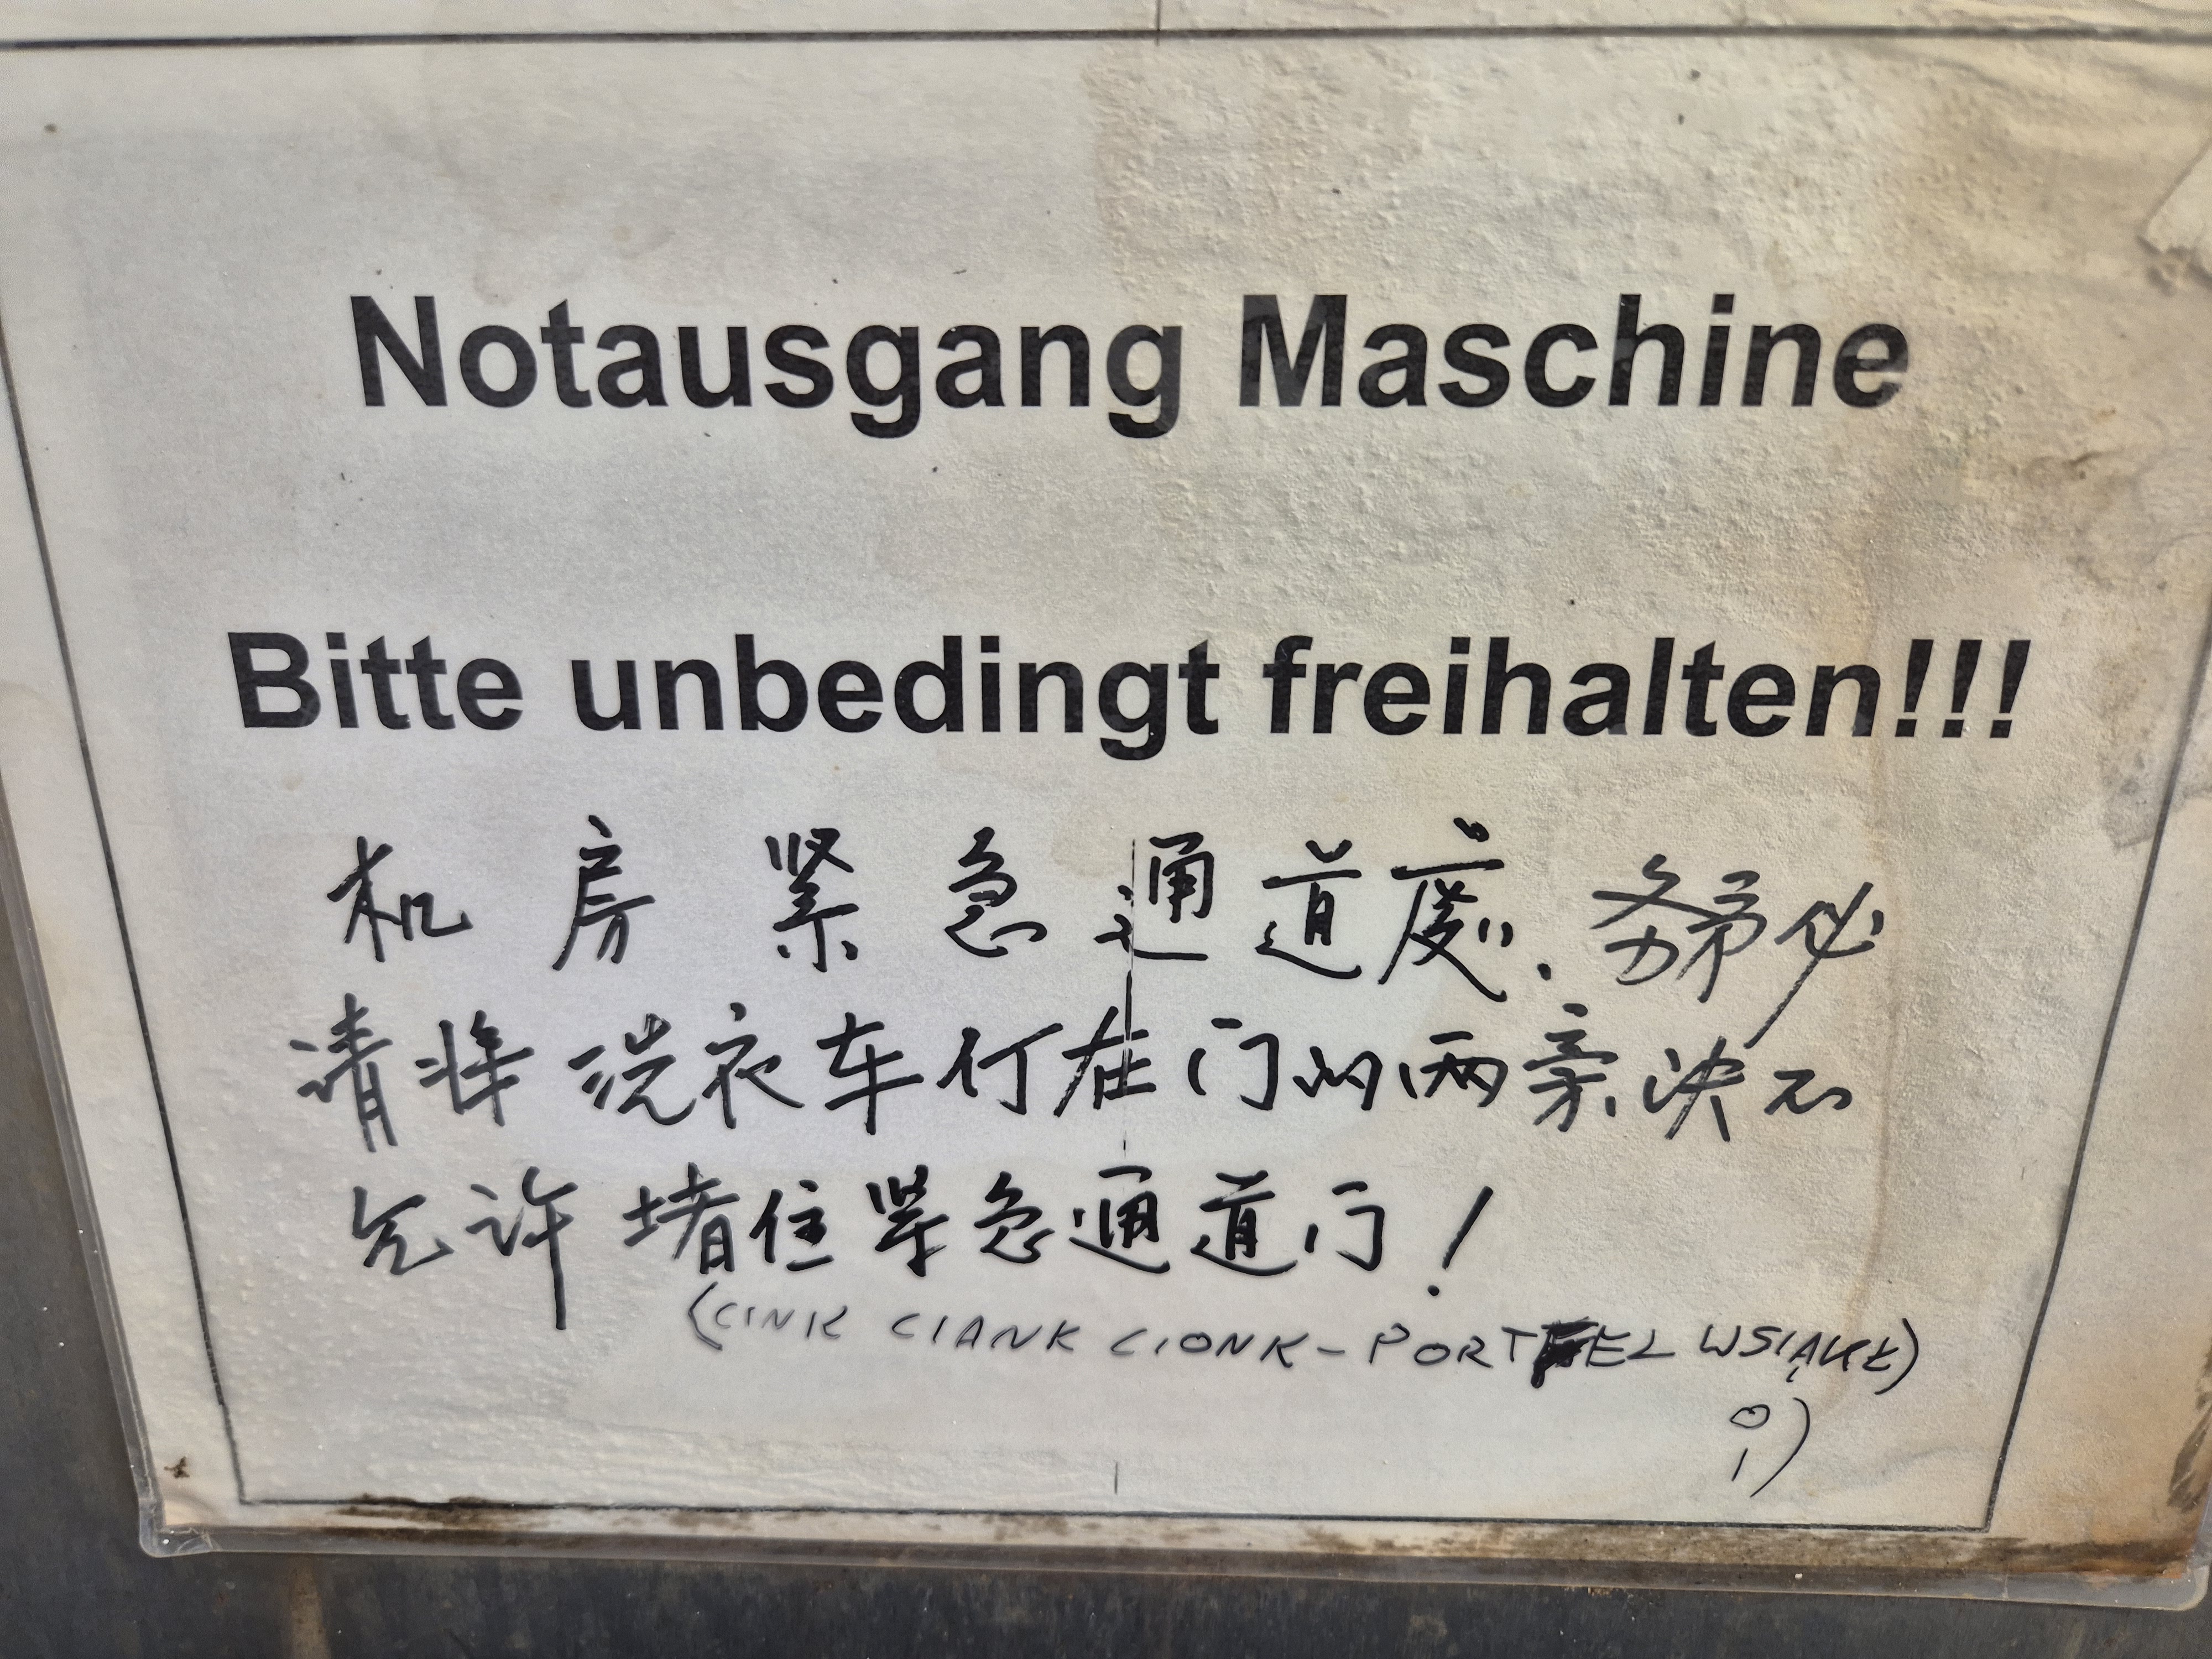 Notausgang Maschine
Bitte unbedingt freihalten!!!
机房紧急通道處.务必
请将洗衣车停在门的两旁决不
允许堵住紧急通道门!
(CINK CIANK CIONK-PORTFEL WSIĄKŁ)